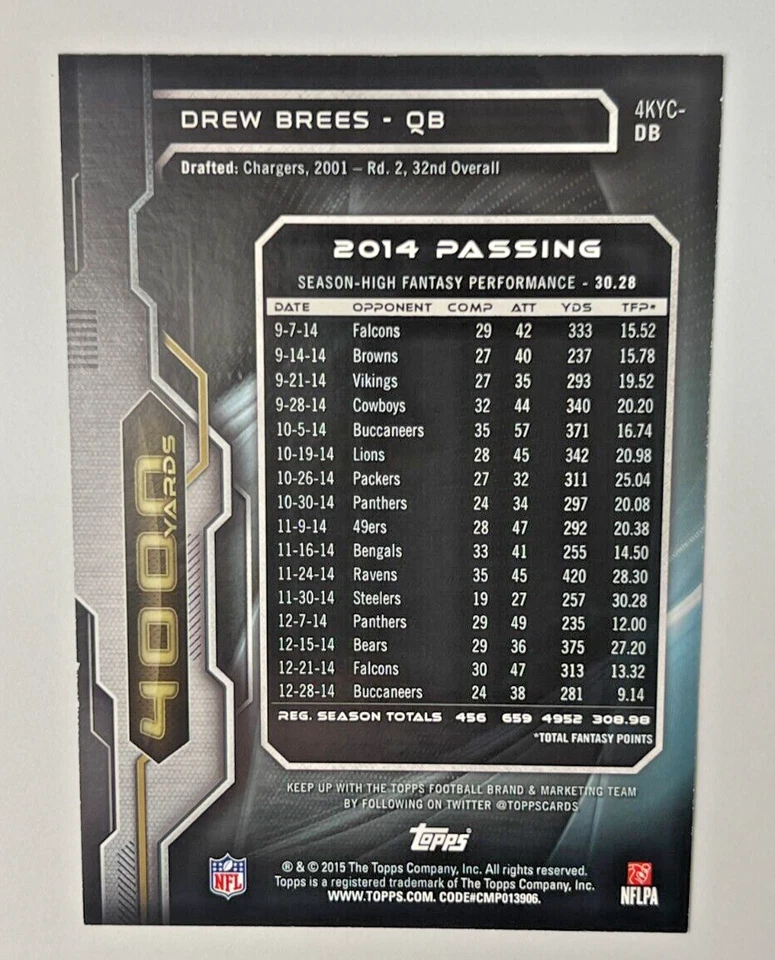 DREW BREES - QB
4KYC-
DB
Drafted: Chargers, 2001 – Rd. 2, 32nd Overall
2014 PASSING
SEASON-HIGH FANTASY PERFORMANCE - 30.28
DATE OPPONENT COMP ATT YDS TFP*
9-7-14 Falcons 29 42 333 15.52
9-14-14 Browns 27 40 237 15.78
9-21-14 Vikings 27 35 293 19.52
9-28-14 Cowboys 32 44 340 20.20
10-5-14 Buccaneers 35 57 371 16.74
10-19-14 Lions 28 45 342 20.98
10-26-14 Packers 27 32 311 25.04
10-30-14 Panthers 24 34 297 20.08
11-9-14 49ers 28 47 292 20.38
11-16-14 Bengals 33 41 255 14.50
11-24-14 Ravens 35 45 420 28.30
11-30-14 Steelers 19 27 257 30.28
12-7-14 Panthers 29 49 235 12.00
12-15-14 Bears 29 36 375 27.20
12-21-14 Falcons 30 47 313 13.32
12-28-14 Buccaneers 24 38 281 9.14
REG. SEASON TOTALS 456 659 4952 308.98
*TOTAL FANTASY POINTS
4000
YARDS
KEEP UP WITH THE TOPPS FOOTBALL BRAND & MARKETING TEAM
BY FOLLOWING ON TWITTER @TOPPSCARDS
topps
® & © 2015 The Topps Company, Inc. All rights reserved.
Topps is a registered trademark of The Topps Company, Inc.
WWW.TOPPS.COM. CODE#CMP013906.
NFL
NFLPA